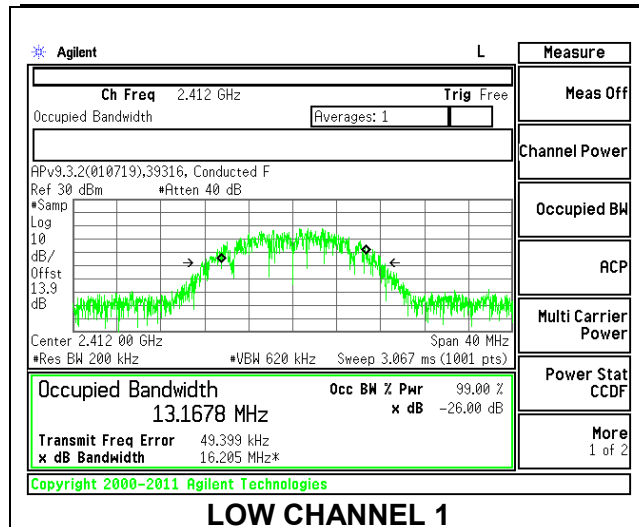 Agilent L Measure
Ch Freq 2.412 GHz Trig Free
Meas Off
Occupied Bandwidth Averages: 1
Channel Power
APv9.3.2(010719),39316, Conducted F
Ref 30 dBm #Atten 40 dB
#Samp
Log
10
dB/
Offst
13.9
dB
Occupied BW
ACP
Multi Carrier
Power
Center 2.412 00 GHz Span 40 MHz
#Res BW 200 kHz #VBW 620 kHz Sweep 3.067 ms (1001 pts)
Power Stat
CCDF
Occupied Bandwidth Occ BW % Pwr 99.00 %
13.1678 MHz x dB -26.00 dB
Transmit Freq Error 49.399 kHz
x dB Bandwidth 16.205 MHz*
More
1 of 2
Copyright 2000-2011 Agilent Technologies
LOW CHANNEL 1